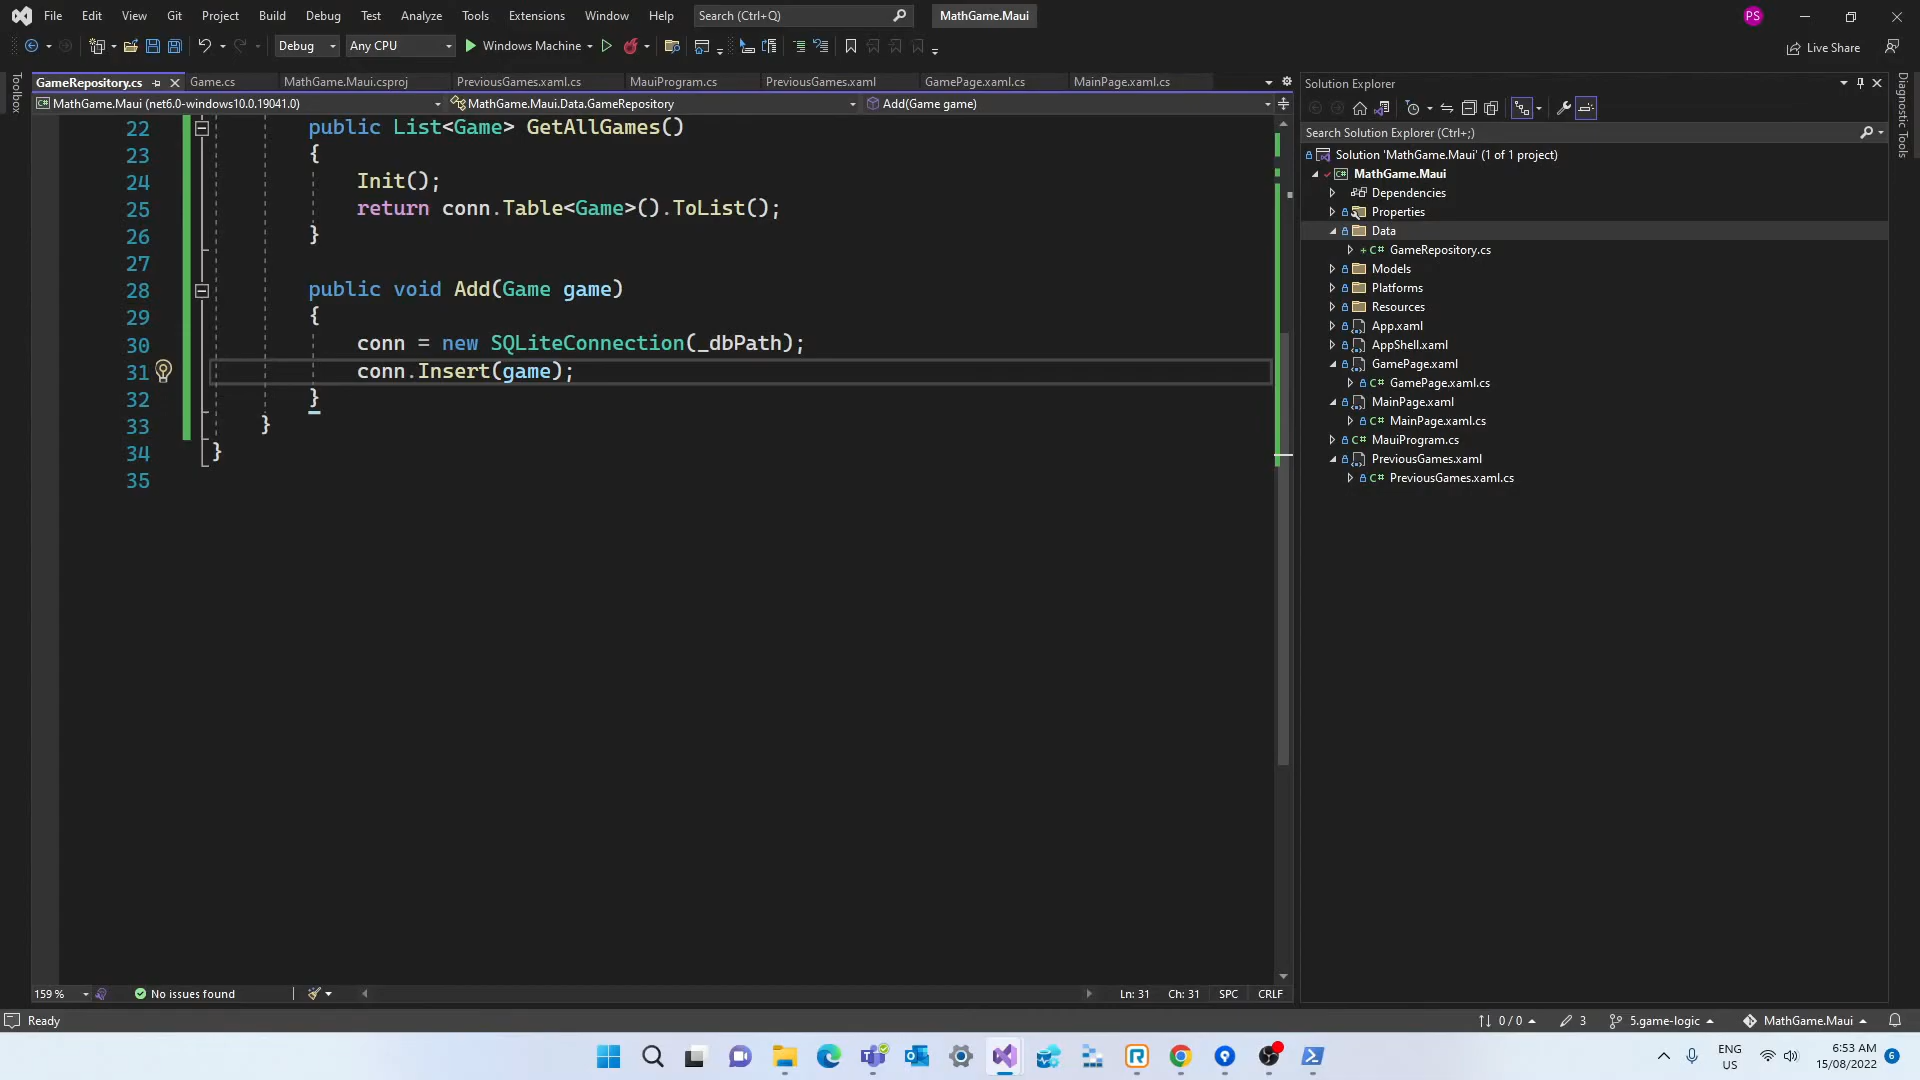 File Edit View Git Project Build Debug Test Analyze Tools Extensions Window Help Search (Ctrl+Q) MathGame.Maui PS
Debug Any CPU Windows Machine Live Share
Toolbox
GameRepository.cs Game.cs MathGame.Maui.csproj PreviousGames.xaml.cs MauiProgram.cs PreviousGames.xaml GamePage.xaml.cs MainPage.xaml.cs
MathGame.Maui (net6.0-windows10.0.19041.0) MathGame.Maui.Data.GameRepository Add(Game game)
22 public List<Game> GetAllGames()
23 {
24 Init();
25 return conn.Table<Game>().ToList();
26 }
27
28 public void Add(Game game)
29 {
30 conn = new SQLiteConnection(_dbPath);
31 conn.Insert(game);
32 }
33 }
34 }
35
159 % No issues found Ln: 31 Ch: 31 SPC CRLF
Solution Explorer
Search Solution Explorer (Ctrl+;)
Solution 'MathGame.Maui' (1 of 1 project)
MathGame.Maui
Dependencies
Properties
Data
GameRepository.cs
Models
Platforms
Resources
App.xaml
AppShell.xaml
GamePage.xaml
GamePage.xaml.cs
MainPage.xaml
MainPage.xaml.cs
MauiProgram.cs
PreviousGames.xaml
PreviousGames.xaml.cs
Diagnostic Tools
Ready 0 / 0 3 5.game-logic MathGame.Maui
ENG
US
6:53 AM
15/08/2022
6